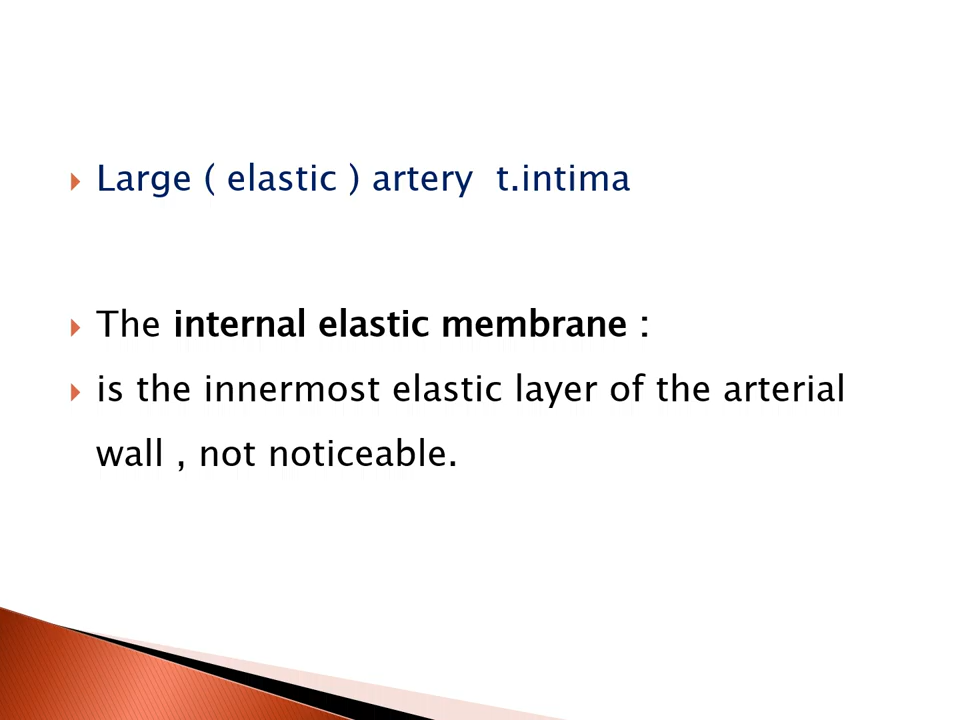 Large ( elastic ) artery t.intima
The internal elastic membrane :
is the innermost elastic layer of the arterial
wall , not noticeable.